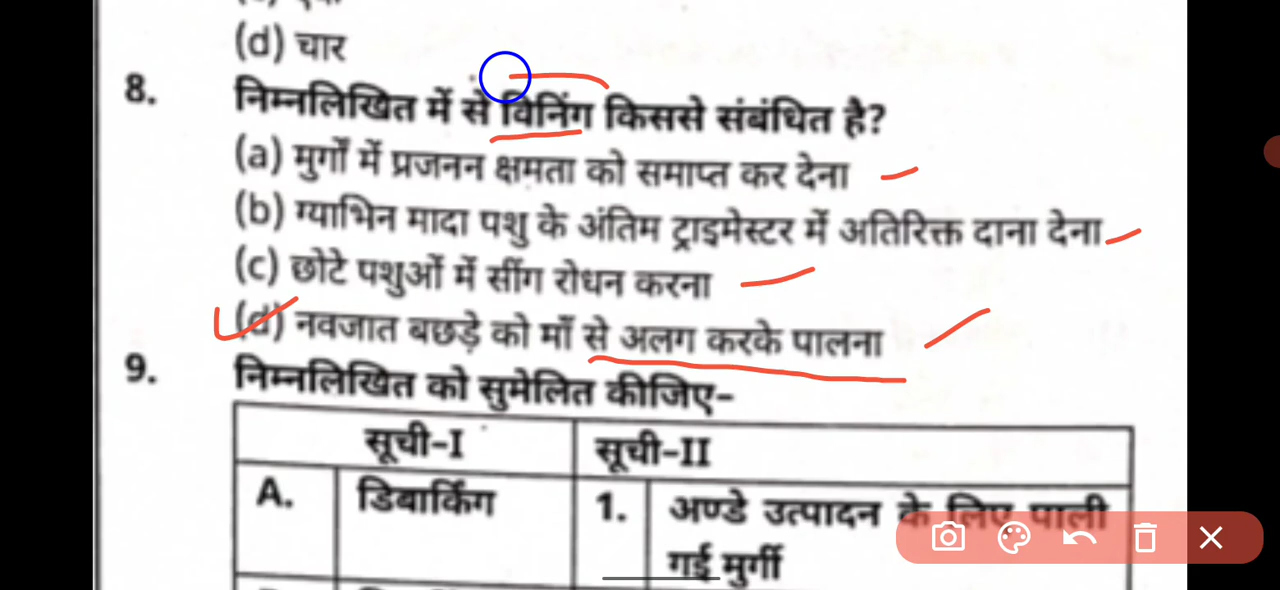 (d) चार
8. निम्नलिखित में से विनिंग किससे संबंधित है?
(a) मुर्गों में प्रजनन क्षमता को समाप्त कर देना
(b) ग्याभिन मादा पशु के अंतिम ट्राइमेस्टर में अतिरिक्त दाना देना
(c) छोटे पशुओं में सींग रोधन करना
(d) नवजात बछड़े को माँ से अलग करके पालना
9. निम्नलिखित को सुमेलित कीजिए-
सूची-I सूची-II
A. डिबार्किंग 1. अण्डे उत्पादन के लिए पाली
गई मुर्गी